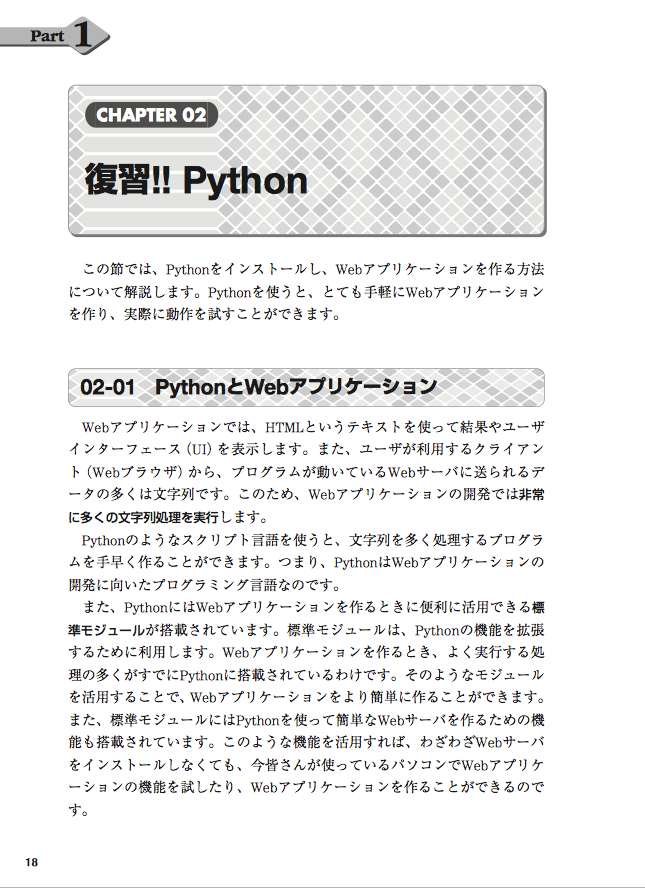 Part 1
CHAPTER 02
復習!! Python
この節では、Pythonをインストールし、Webアプリケーションを作る方法
について解説します。Pythonを使うと、とても手軽にWebアプリケーション
を作り、実際に動作を試すことができます。
02-01 PythonとWebアプリケーション
Webアプリケーションでは、HTMLというテキストを使って結果やユーザ
インターフェース（UI）を表示します。また、ユーザが利用するクライアン
ト（Webブラウザ）から、プログラムが動いているWebサーバに送られるデ
ータの多くは文字列です。このため、Webアプリケーションの開発では非常
に多くの文字列処理を実行します。
Pythonのようなスクリプト言語を使うと、文字列を多く処理するプログラ
ムを手早く作ることができます。つまり、PythonはWebアプリケーションの
開発に向いたプログラミング言語なのです。
また、PythonにはWebアプリケーションを作るときに便利に活用できる標
準モジュールが搭載されています。標準モジュールは、Pythonの機能を拡張
するために利用します。Webアプリケーションを作るとき、よく実行する処
理の多くがすでにPythonに搭載されているわけです。そのようなモジュール
を活用することで、Webアプリケーションをより簡単に作ることができます。
また、標準モジュールにはPythonを使って簡単なWebサーバを作るための機
能も搭載されています。このような機能を活用すれば、わざわざWebサーバ
をインストールしなくても、今皆さんが使っているパソコンでWebアプリケ
ーションの機能を試したり、Webアプリケーションを作ることができるので
す。
18